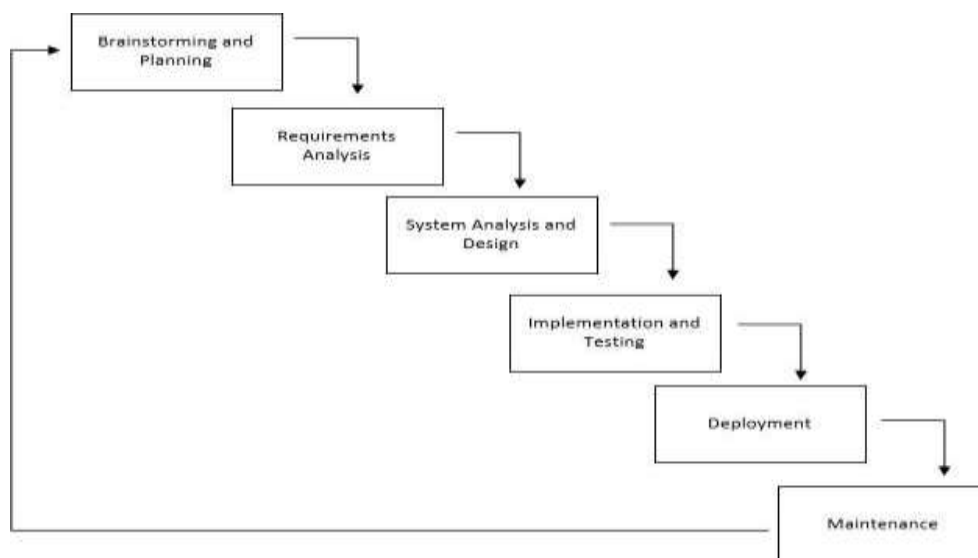 Brainstorming and
Planning
Requirements
Analysis
System Analysis and
Design
Implementation and
Testing
Deployment
Maintenance